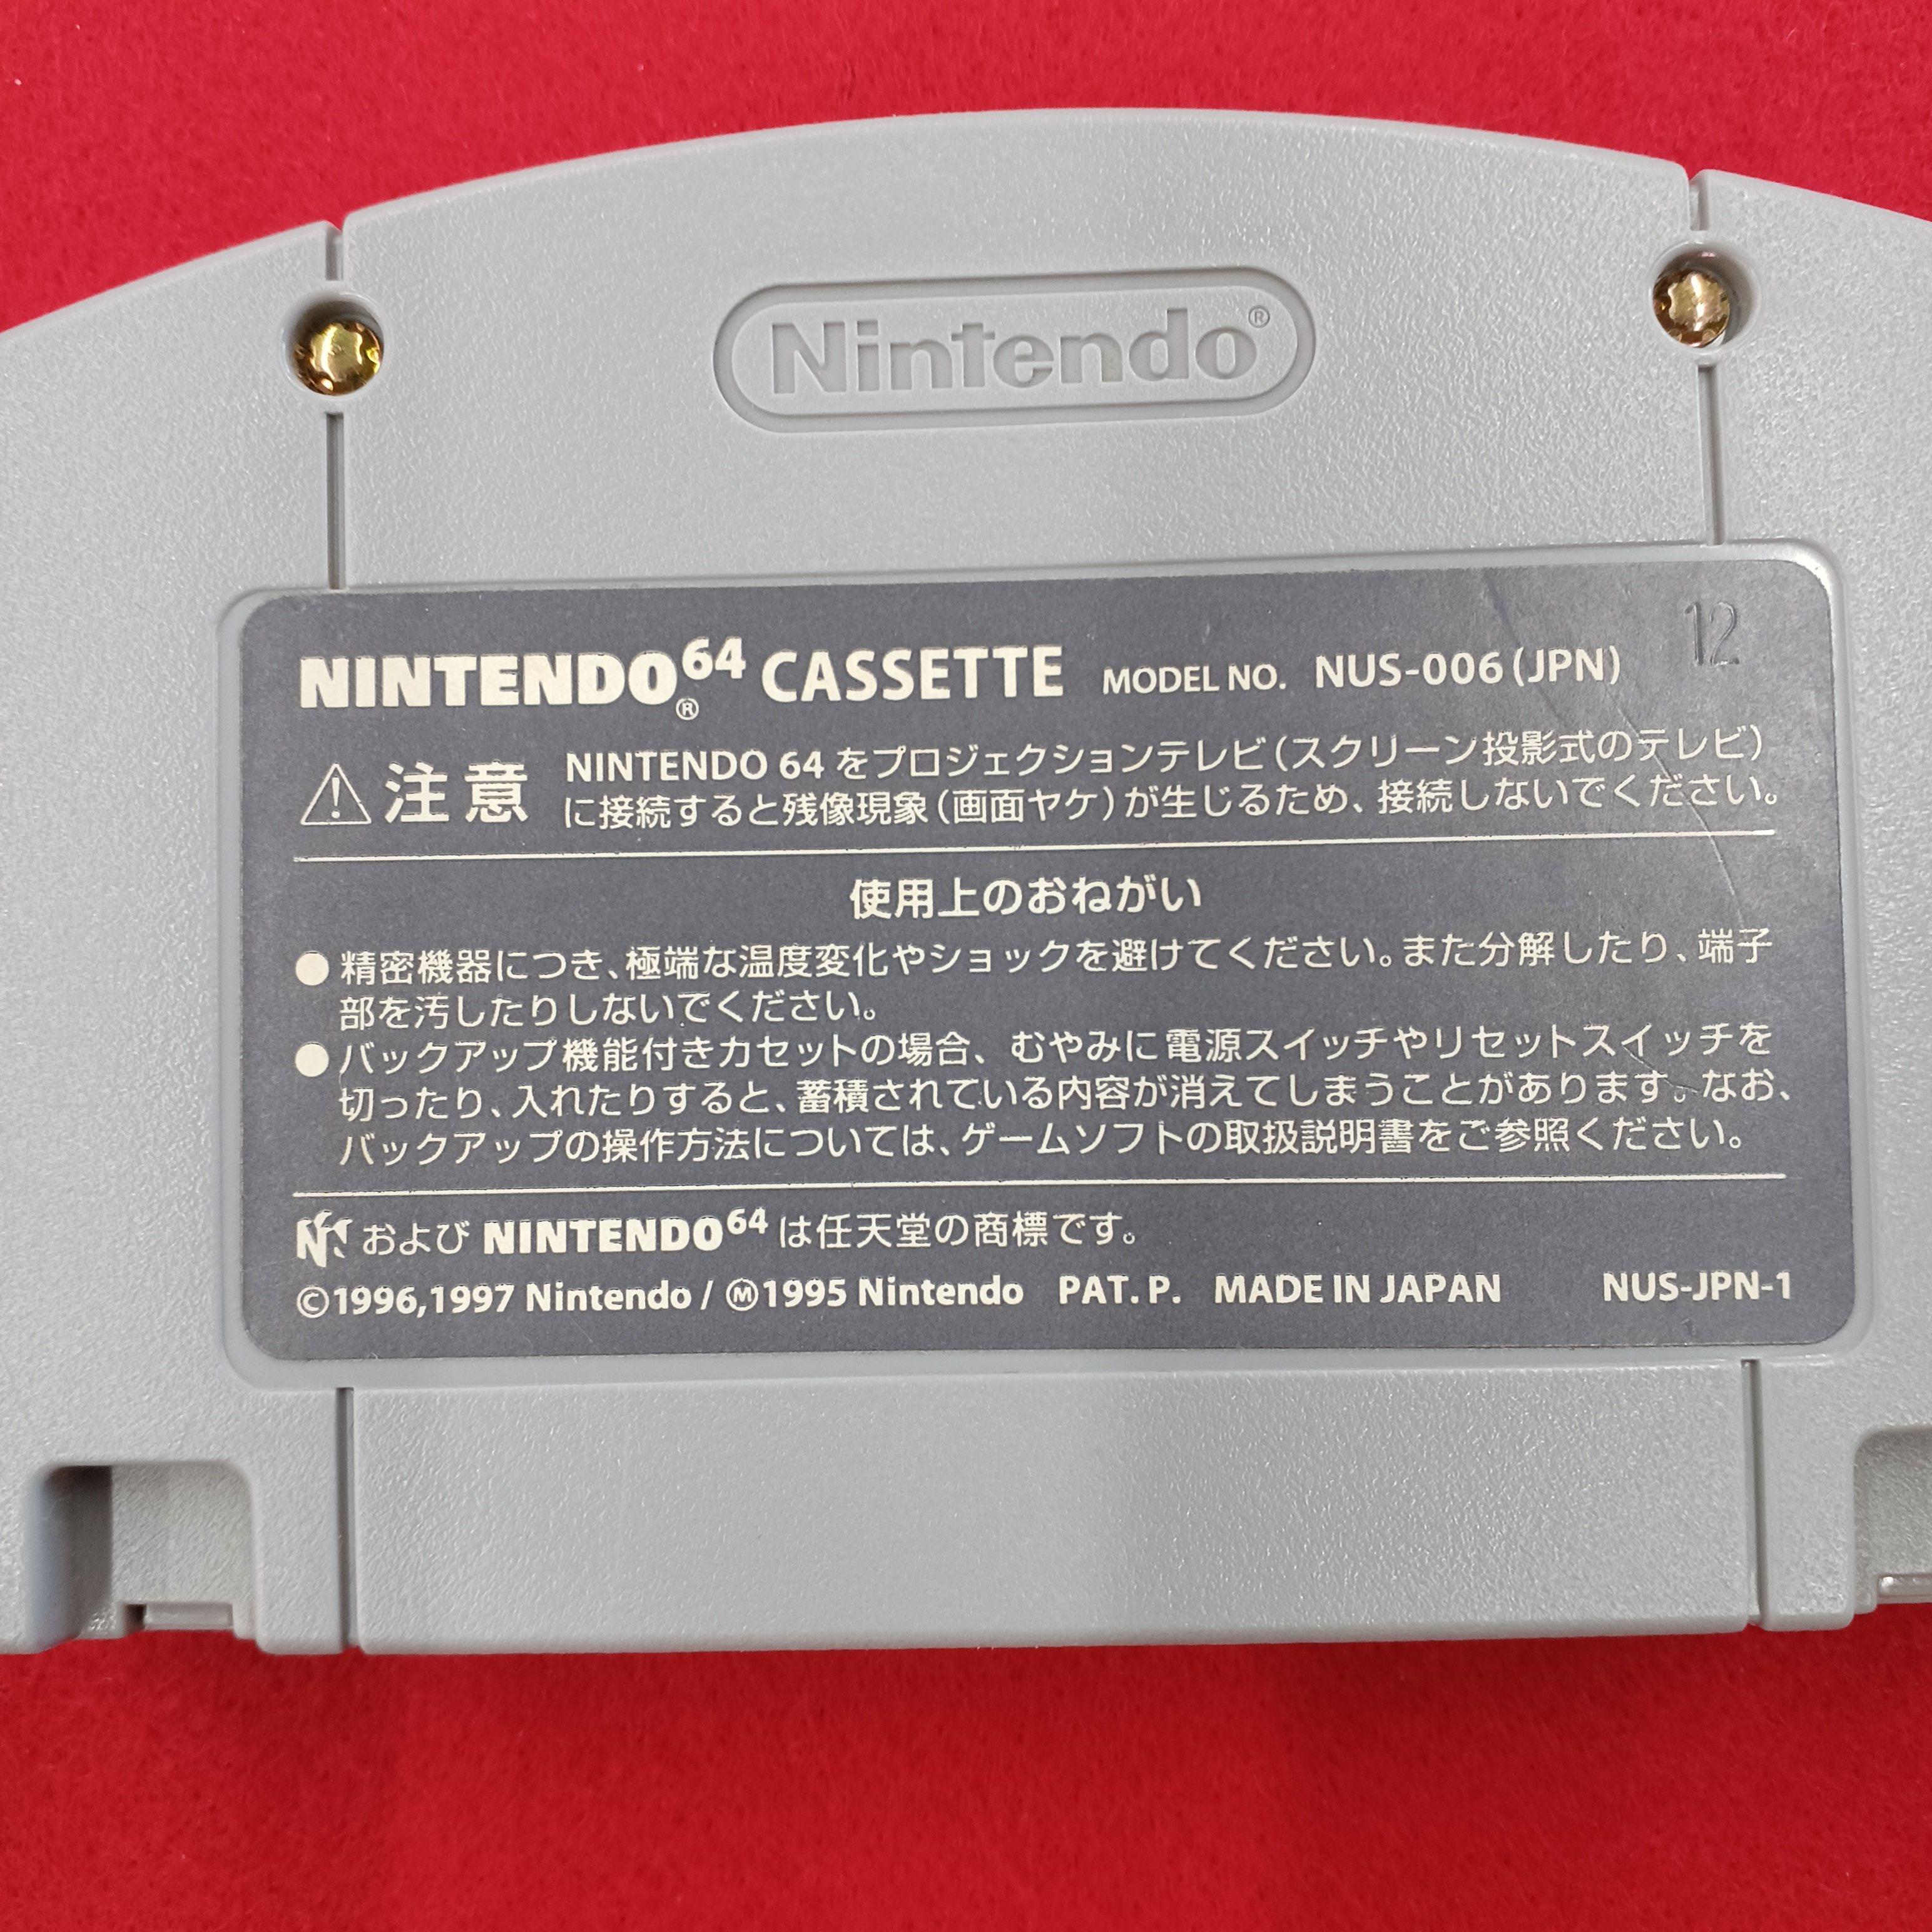 Nintendo®
NINTENDO64® CASSETTE MODEL NO. NUS-006(JPN) 12
注意 NINTENDO 64をプロジェクションテレビ(スクリーン投影式のテレビ)
に接続すると残像現象(画面ヤケ)が生じるため、接続しないでください。
使用上のおねがい
●精密機器につき、極端な温度変化やショックを避けてください。また分解したり、端子
部を汚したりしないでください。
●バックアップ機能付きカセットの場合、むやみに電源スイッチやリセットスイッチを
切ったり、入れたりすると、蓄積されている内容が消えてしまうことがあります。なお、
バックアップの操作方法については、ゲームソフトの取扱説明書をご参照ください。
および NINTENDO64 は任天堂の商標です。
©1996,1997 Nintendo / Ⓜ1995 Nintendo PAT. P. MADE IN JAPAN NUS-JPN-1